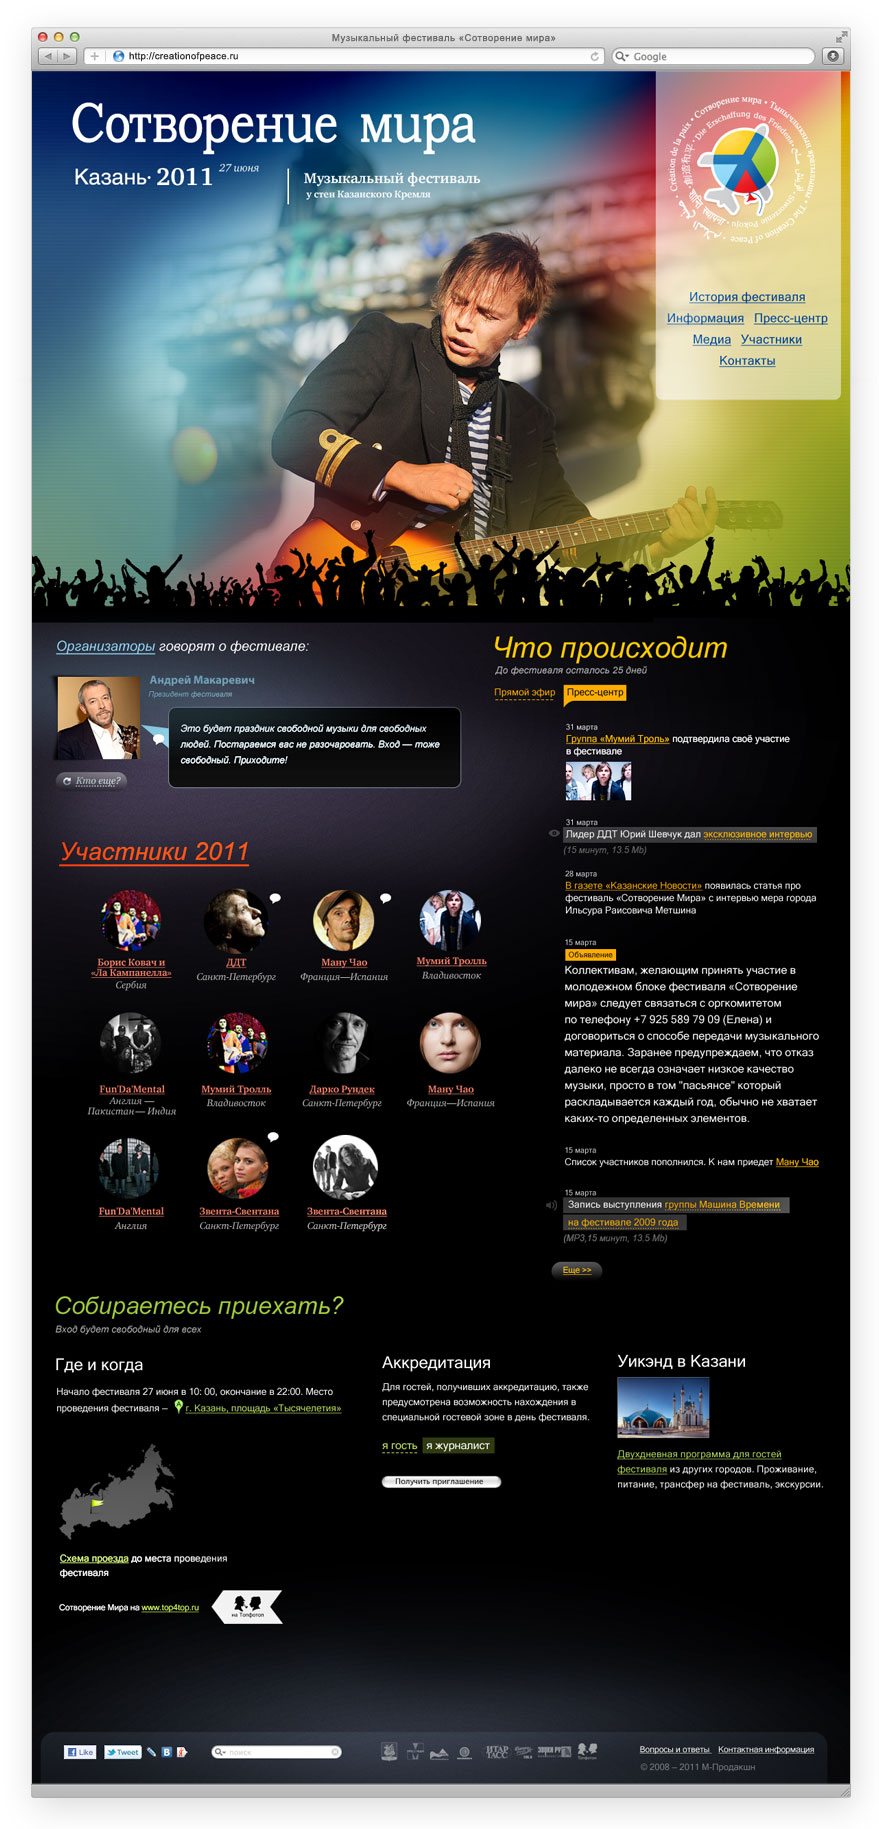 Музыкальный фестиваль «Сотворение мира»
http://creationofpeace.ru
Google
Сотворение мира
Казань· 2011 27 июня
Музыкальный фестиваль
у стен Казанского Кремля
Création de la paix • Сотворение мира •
Die Erschaffung des Friedens
The Creation of Peace
История фестиваля
Информация Пресс-центр
Медиа Участники
Контакты
Организаторы говорят о фестивале:
Андрей Макаревич
Президент фестиваля
Это будет праздник свободной музыки для свободных
людей. Постараемся вас не разочаровать. Вход — тоже
свободный. Приходите!
Кто еще?
Участники 2011
Борис Ковач и
«Ла Кампанелла»
Сербия
ДДТ
Санкт-Петербург
Ману Чао
Франция—Испания
Мумий Тролль
Владивосток
Fun'Da'Mental
Англия —
Пакистан — Индия
Мумий Тролль
Владивосток
Дарко Рундек
Санкт-Петербург
Ману Чао
Франция—Испания
Fun'Da'Mental
Англия
Звента-Свентана
Санкт-Петербург
Звента-Свентана
Санкт-Петербург
Что происходит
До фестиваля осталось 25 дней
Прямой эфир Пресс-центр
31 марта
Группа «Мумий Троль» подтвердила своё участие
в фестивале
31 марта
Лидер ДДТ Юрий Шевчук дал эксклюзивное интервью
(15 минут, 13.5 Mb)
28 марта
В газете «Казанские Новости» появилась статья про
фестиваль «Сотворение Мира» с интервью мера города
Ильсура Раисовича Метшина
15 марта
Объявление
Коллективам, желающим принять участие в
молодежном блоке фестиваля «Сотворение
мира» следует связаться с оргкомитетом
по телефону +7 925 589 79 09 (Елена) и
договориться о способе передачи музыкального
материала. Заранее предупреждаем, что отказ
далеко не всегда означает низкое качество
музыки, просто в том "пасьянсе" который
раскладывается каждый год, обычно не хватает
каких-то определенных элементов.
15 марта
Список участников пополнился. К нам приедет Ману Чао
15 марта
Запись выступления группы Машина Времени
на фестивале 2009 года
(MP3,15 минут, 13.5 Mb)
Еще >>
Собираетесь приехать?
Вход будет свободный для всех
Где и когда
Начало фестиваля 27 июня в 10: 00, окончание в 22:00. Место
проведения фестиваля – г. Казань, площадь «Тысячелетия»
Схема проезда до места проведения
фестиваля
Сотворение Мира на www.top4top.ru
на Топфотоп
Аккредитация
Для гостей, получивших аккредитацию, также
предусмотрена возможность нахождения в
специальной гостевой зоне в день фестиваля.
я гость я журналист
Получить приглашение
Уикэнд в Казани
Двухдневная программа для гостей
фестиваля из других городов. Проживание,
питание, трансфер на фестиваль, экскурсии.
Like Tweet
поиск
ИТАР
ТАСС
Вопросы и ответы Контактная информация
© 2008 – 2011 М-Продакшн